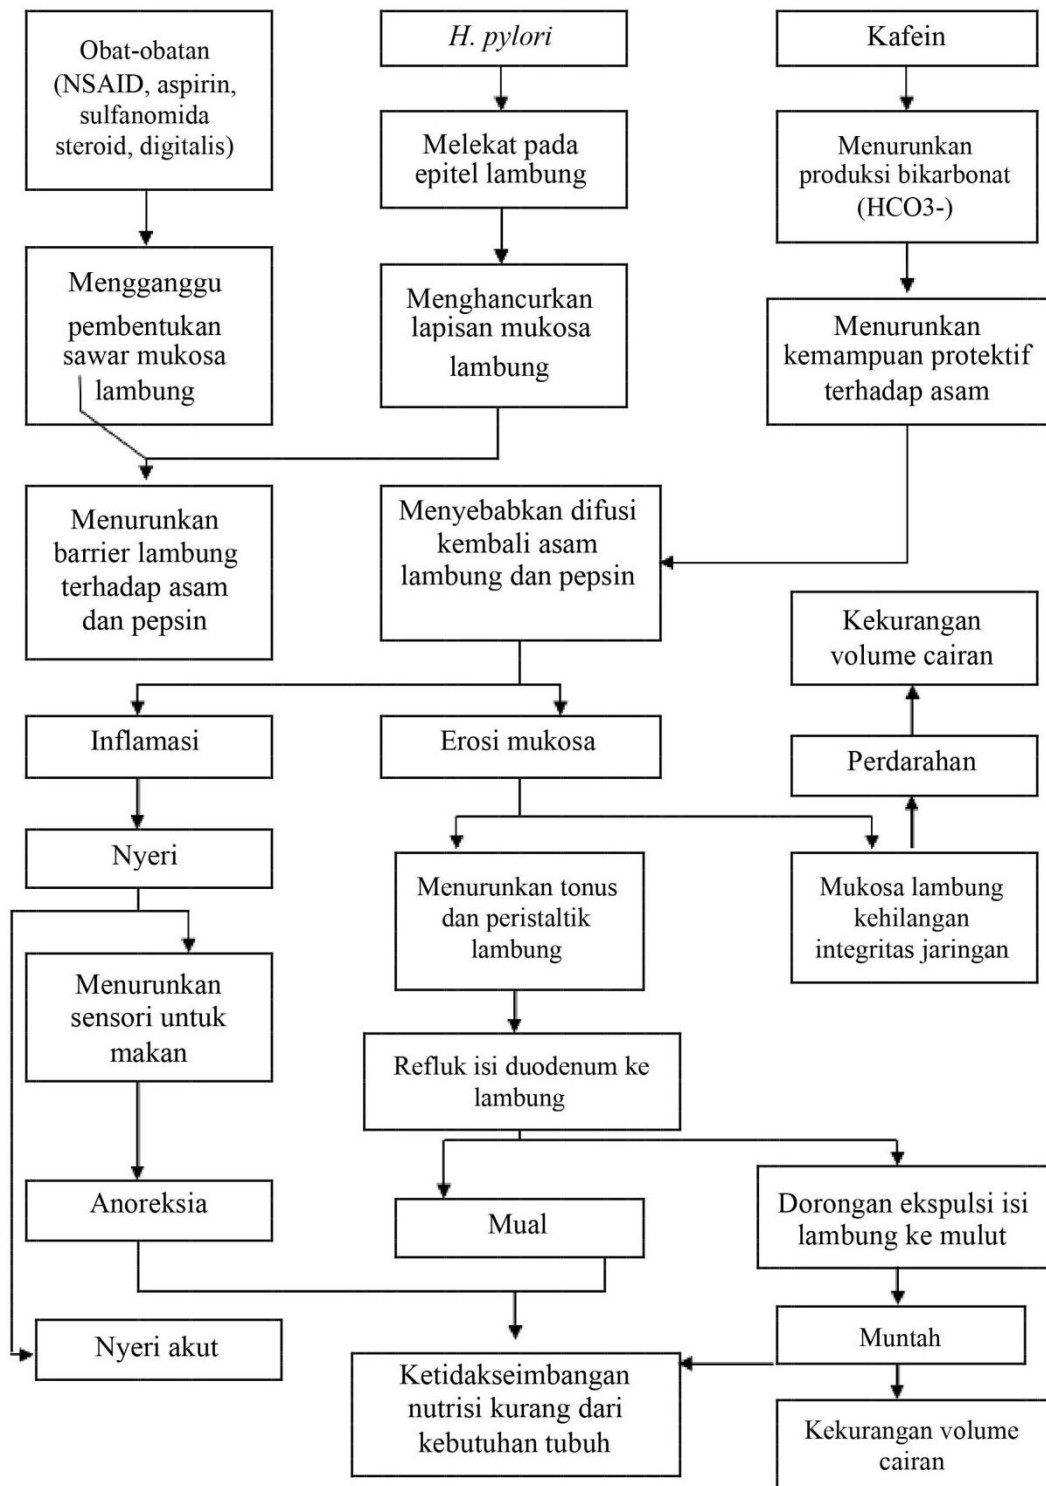 Obat-obatan
(NSAID, aspirin,
sulfanomida
steroid, digitalis)
H. pylori
Kafein
Melekat pada
epitel lambung
Menurunkan
produksi bikarbonat
(HCO3-)
Mengganggu
pembentukan
sawar mukosa
lambung
Menghancurkan
lapisan mukosa
lambung
Menurunkan
kemampuan protektif
terhadap asam
Menurunkan
barrier lambung
terhadap asam
dan pepsin
Menyebabkan difusi
kembali asam
lambung dan pepsin
Kekurangan
volume cairan
Inflamasi
Erosi mukosa
Perdarahan
Nyeri
Menurunkan tonus
dan peristaltik
lambung
Mukosa lambung
kehilangan
integritas jaringan
Menurunkan
sensori untuk
makan
Refluk isi duodenum ke
lambung
Anoreksia
Mual
Dorongan ekspulsi isi
lambung ke mulut
Nyeri akut
Muntah
Ketidakseimbangan
nutrisi kurang dari
kebutuhan tubuh
Kekurangan volume
cairan